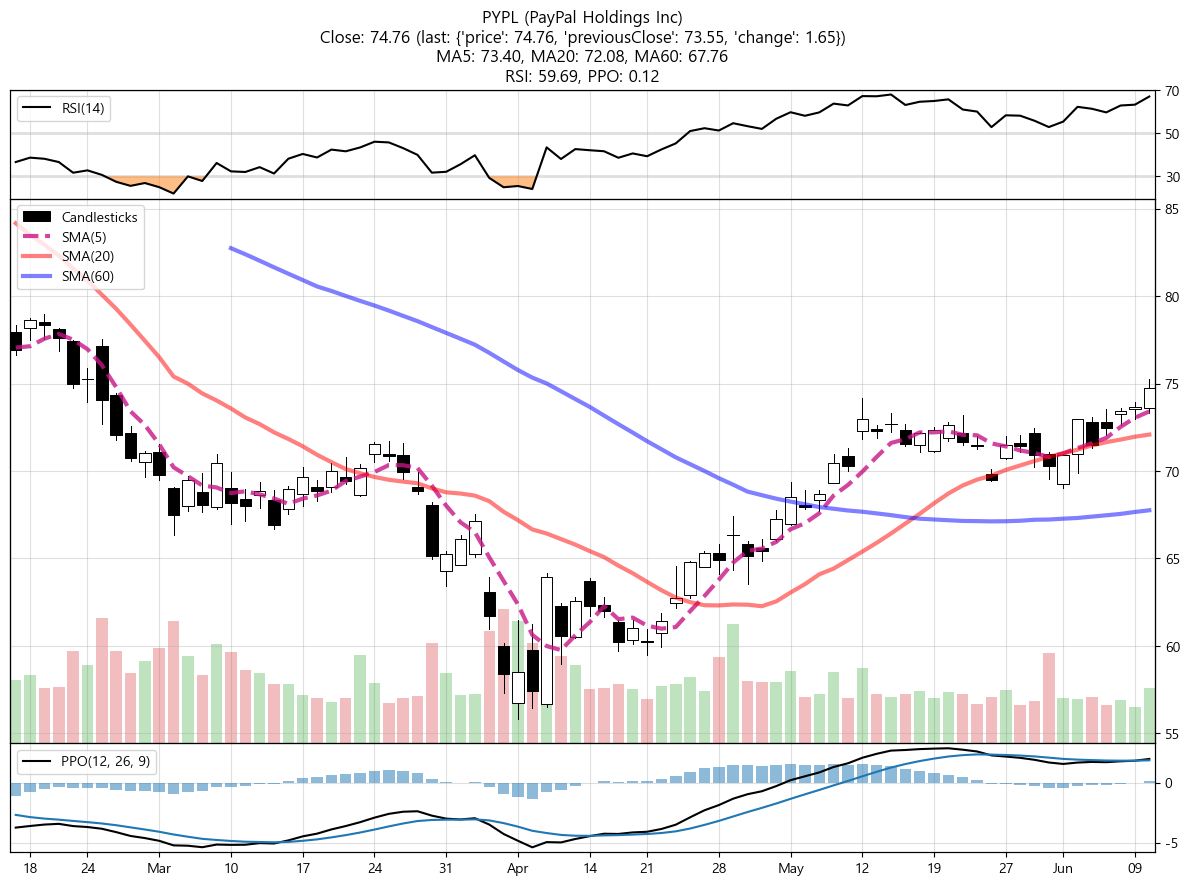 PYPL (PayPal Holdings Inc)
Close: 74.76 (last: {'price': 74.76, 'previousClose': 73.55, 'change': 1.65})
MA5: 73.40, MA20: 72.08, MA60: 67.76
RSI: 59.69, PPO: 0.12
RSI(14)
70
50
30
Candlesticks
SMA(5)
SMA(20)
SMA(60)
85
80
75
70
65
60
55
PPO(12, 26, 9)
0
-5
18 24 Mar 10 17 24 31 Apr 14 21 28 May 12 19 27 Jun 09